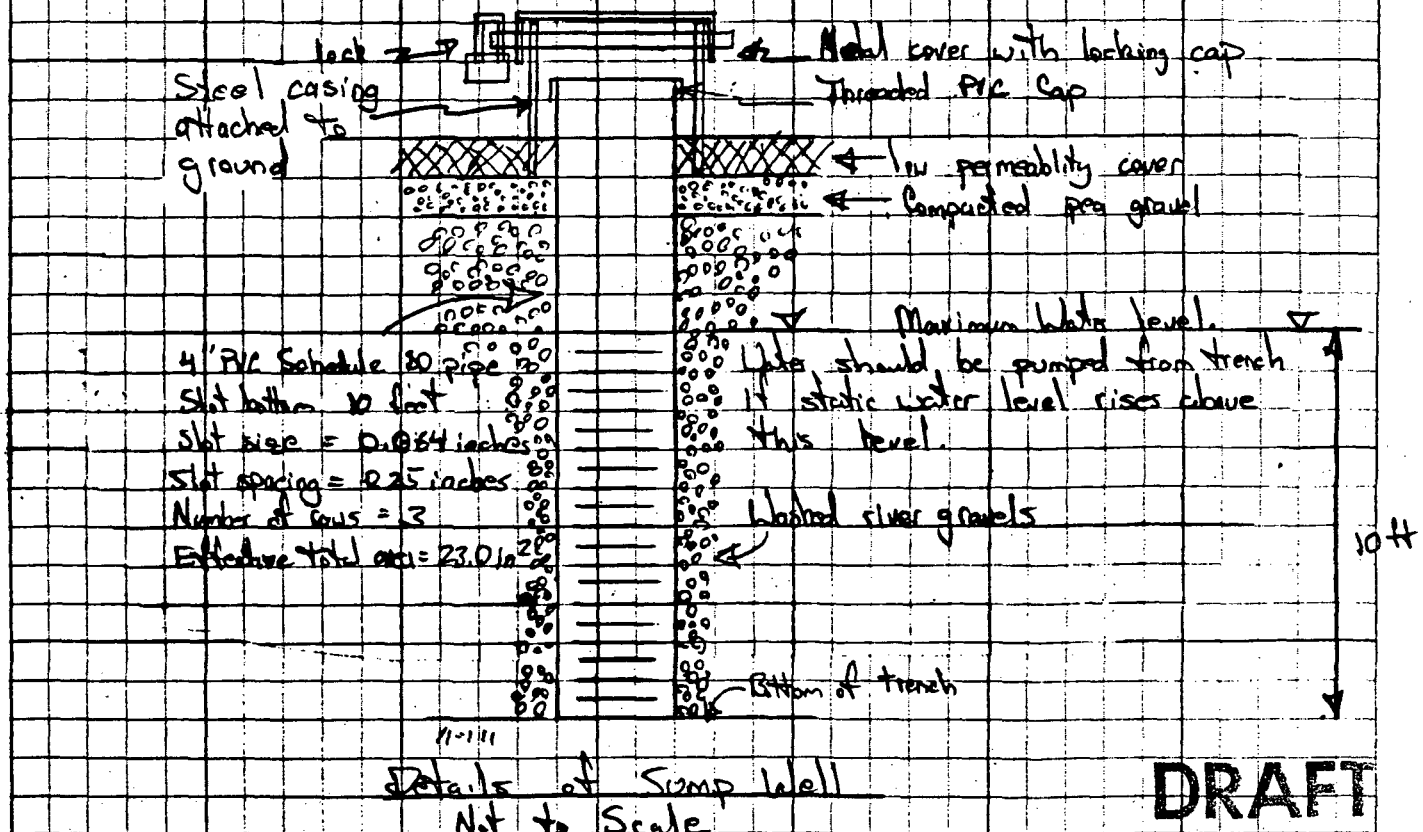 lock
Metal cover with locking cap
Steel casing
attached to
ground
Threaded PVC Cap
low permeablity cover
Compacted pea gravel
Maximum Water level.
Water should be pumped from trench
If static water level rises above
this level.
4" PVC Schedule 80 pipe
Slot bottom 10 feet
Slot size = 0.064 inches
Slot spacing = 0.25 inches
Number of rows = 3
Effective total area = 23.0 in²
Washed river gravels
10 ft
Bottom of trench
Details of Sump Well
Not to Scale
DRAFT